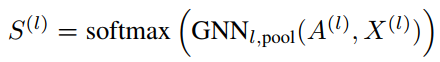 S^{(l)} = softmax(GNN_{l,pool}(A^{(l)}, X^{(l)}))